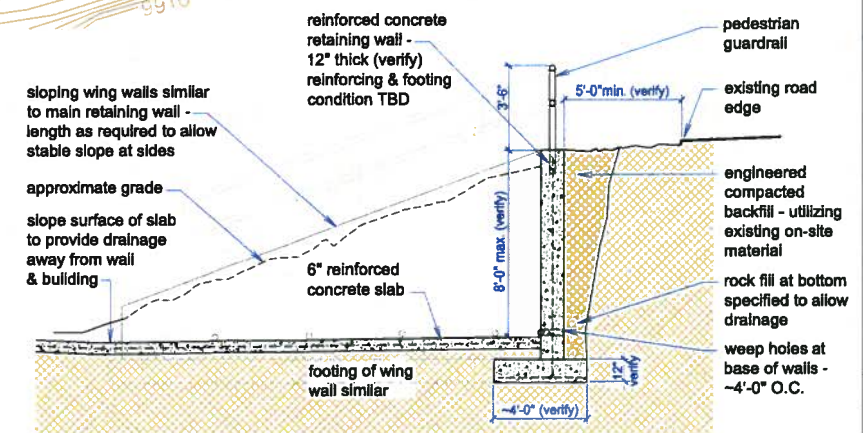 5510
reinforced concrete
retaining wall -
12" thick (verify)
reinforcing & footing
condition TBD
pedestrian
guardrail
sloping wing walls similar
to main retaining wall -
length as required to allow
stable slope at sides
3'-6"
5'-0"min. (verify)
existing road
edge
approximate grade
slope surface of slab
to provide drainage
away from wall
& building
6" reinforced
concrete slab
8'-0" max. (verify)
engineered
compacted
backfill - utilizing
existing on-site
material
rock fill at bottom
specified to allow
drainage
weep holes at
base of walls -
~4'-0" O.C.
footing of wing
wall similar
12"
verify
~4'-0" (verify)